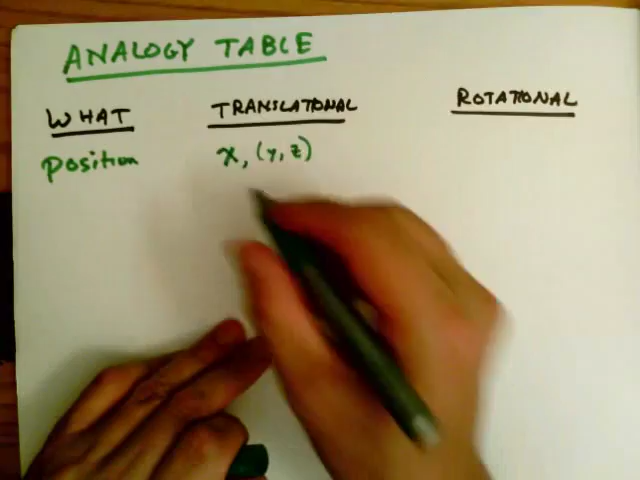 ANALOGY TABLE
WHAT TRANSLATIONAL ROTATIONAL
position x, (y, z)